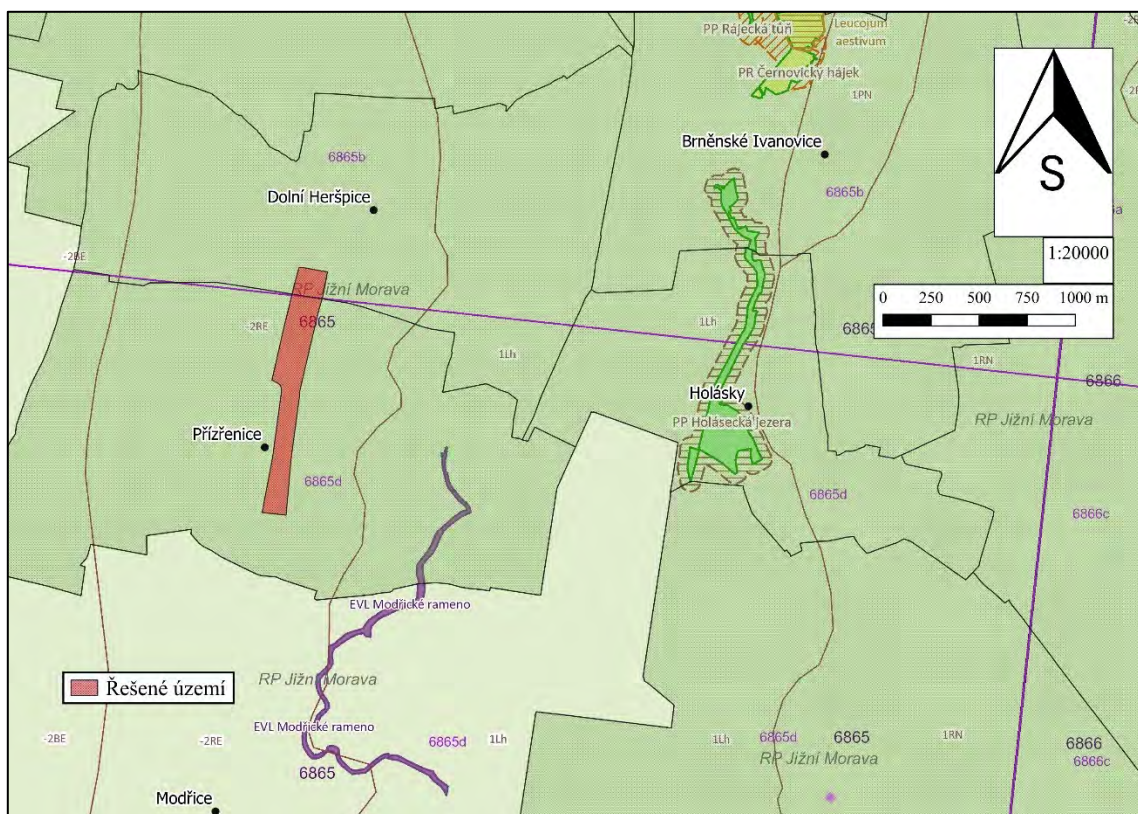 PP Rájecká tůň
Leucojum
aestivum
PR Černovický hájek
1PN
S
Brněnské Ivanovice
6865b
6865b
Dolní Heršpice
1:20000
0 250 500 750 1000 m
-2BE
RP Jižní Morava
-2RE
6865
1Lh
1Lh
1RN
6866
Holásky
PP Holásecká jezera
RP Jižní Morava
Přízřenice
6865d
6865d
6866c
EVL Modřické rameno
Řešené území
RP Jižní Morava
EVL Modřické rameno
-2BE
-2RE
6865d
1Lh
6865
1Lh
6865d
6865
1RN
6866
6866c
RP Jižní Morava
Modřice